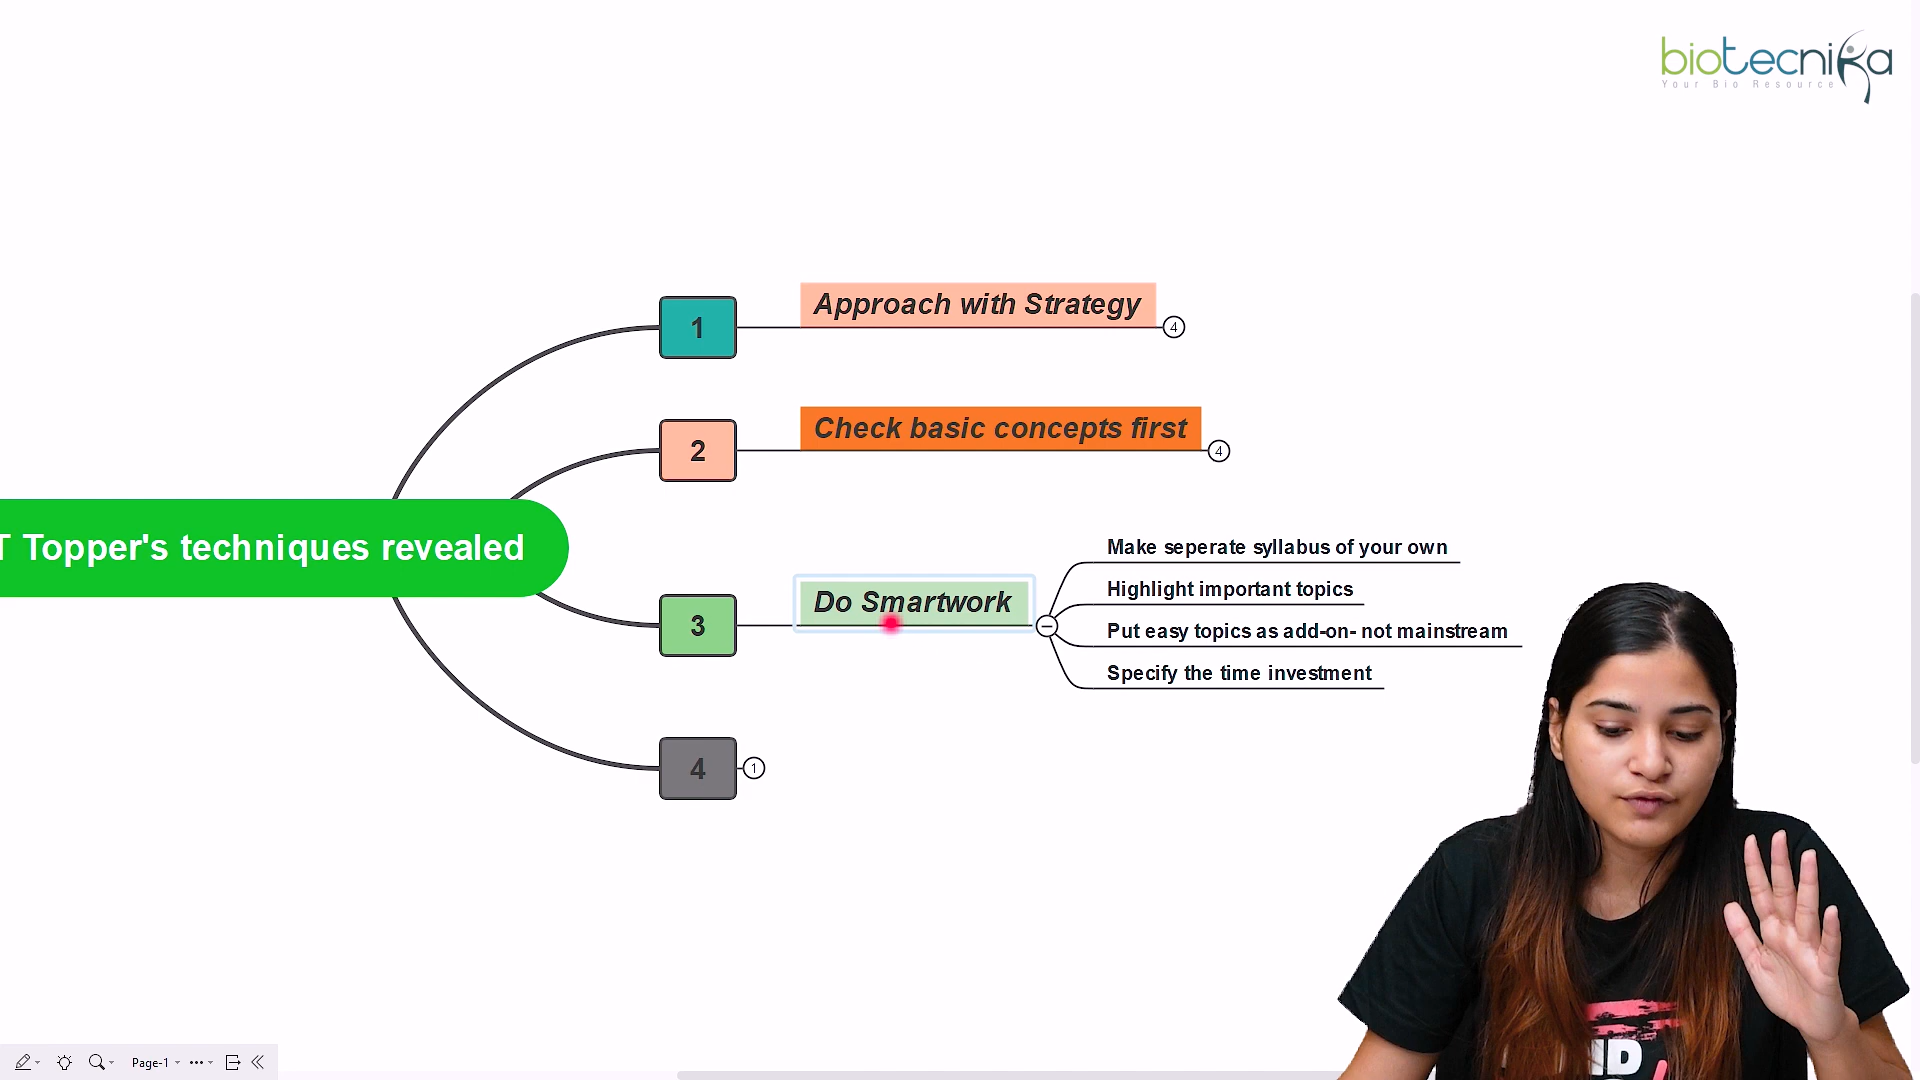 biotecnika
Your Bio Resource
1
Approach with Strategy
4
2
Check basic concepts first
4
T Topper's techniques revealed
3
Do Smartwork
Make seperate syllabus of your own
Highlight important topics
Put easy topics as add-on- not mainstream
Specify the time investment
4
1
Page-1